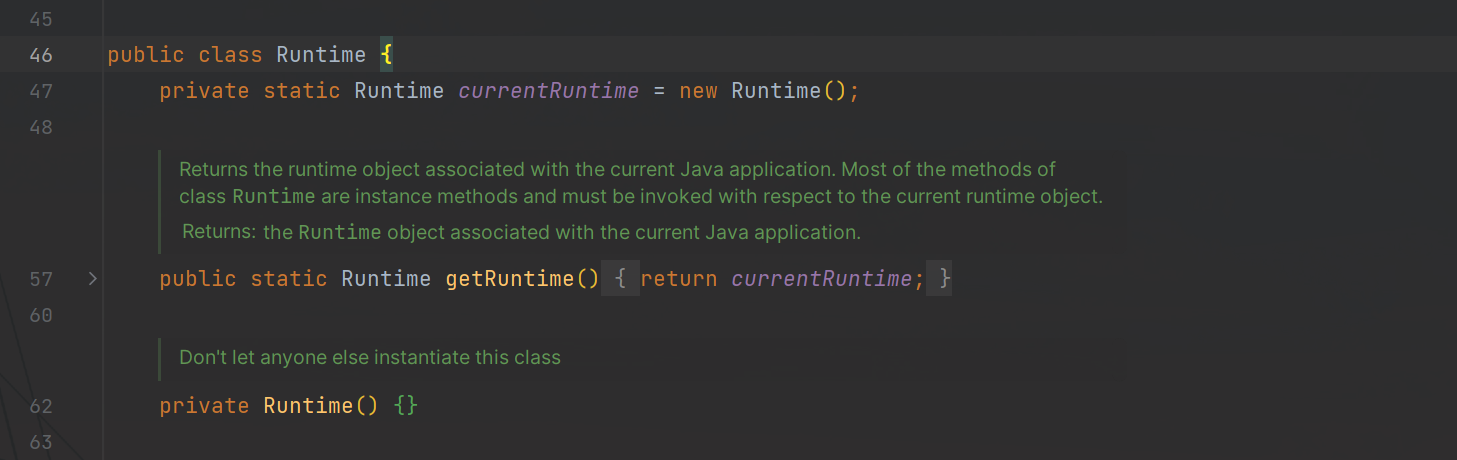 45
46 public class Runtime {
47 private static Runtime currentRuntime = new Runtime();
48
Returns the runtime object associated with the current Java application. Most of the methods of
class Runtime are instance methods and must be invoked with respect to the current runtime object.
Returns: the Runtime object associated with the current Java application.
57 public static Runtime getRuntime() { return currentRuntime; }
60
Don't let anyone else instantiate this class
62 private Runtime() {}
63